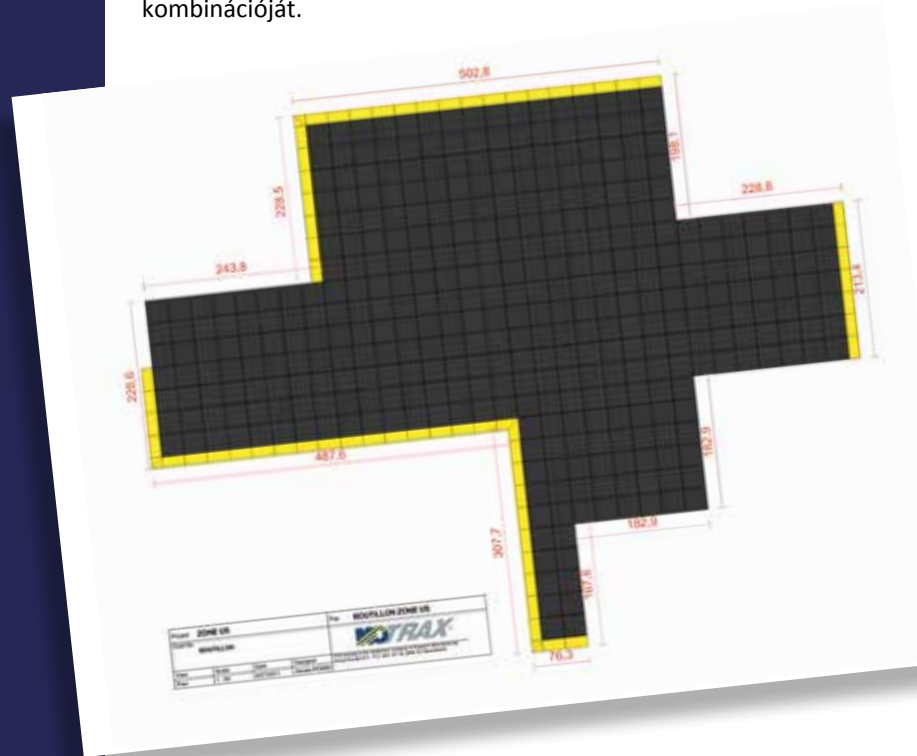 kombinációját.
502,8
198,1
228,5
228,6
243,8
213,4
228,6
487,6
182,9
307,7
182,9
167,6
76,3
ZONE US
BOUTILLON ZONE US
BOUTILLON
NOTRAX